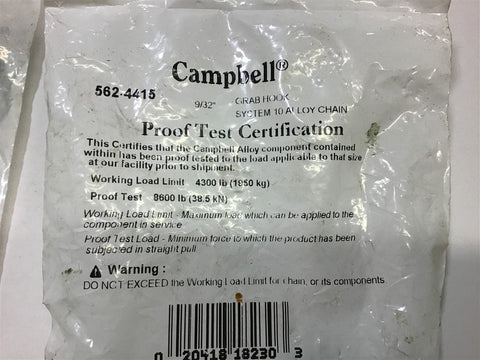 Campbell®
562-4415
9/32" GRAB HOOK
SYSTEM 10 ALLOY CHAIN
Proof Test Certification
This Certifies that the Campbell Alloy component contained
within has been proof tested to the load applicable to that size
at our facility prior to shipment.
Working Load Limit 4300 lb (1950 kg)
Proof Test 8600 lb (38.5 kN)
Working Load Limit - Maximum load which can be applied to the
component in service
Proof Test Load - Minimum force to which the product has been
subjected in straight pull
Warning :
DO NOT EXCEED the Working Load Limit for chain, or its components.
0 20418 18230 3